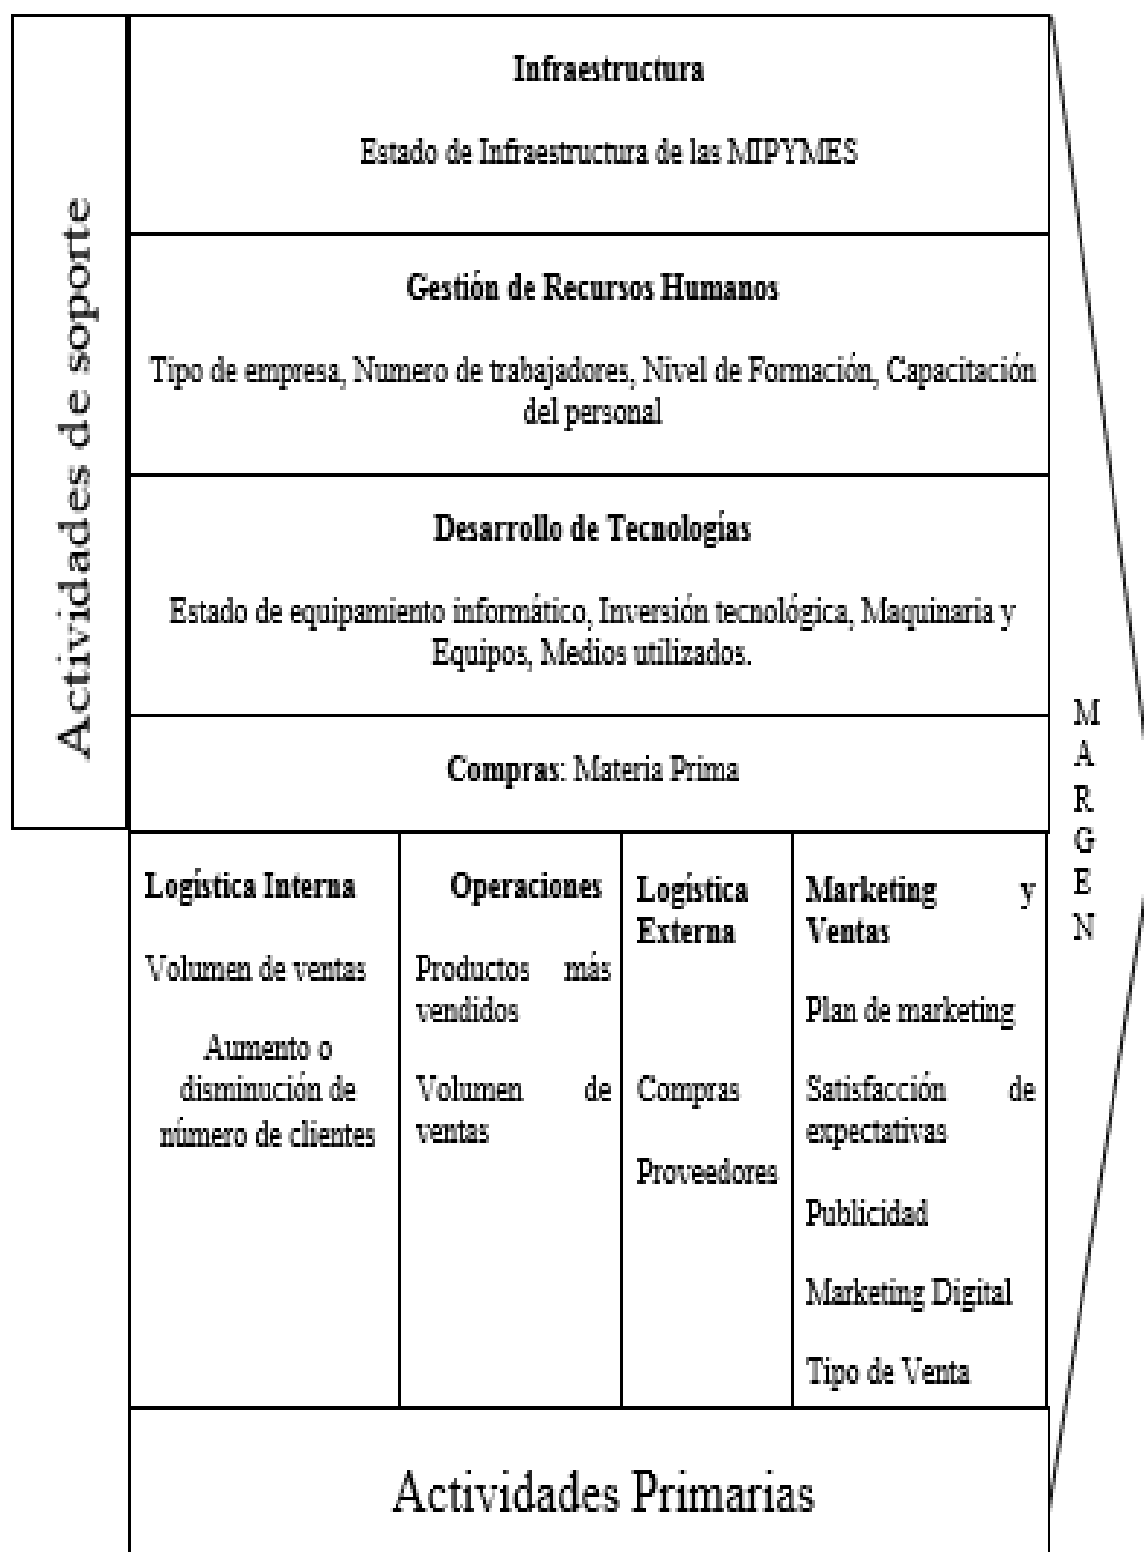 Actividades de soporte
Infraestructura
Estado de Infraestructura de las MIPYMES
Gestión de Recursos Humanos
Tipo de empresa, Numero de trabajadores, Nivel de Formación, Capacitación
del personal
Desarrollo de Tecnologías
Estado de equipamiento informático, Inversión tecnológica, Maquinaria y
Equipos, Medios utilizados.
Compras: Materia Prima
Logística Interna
Volumen de ventas
Aumento o
disminución de
número de clientes
Operaciones
Productos más
vendidos
Volumen de
ventas
Logística
Externa
Compras
Proveedores
Marketing y
Ventas
Plan de marketing
Satisfacción de
expectativas
Publicidad
Marketing Digital
Tipo de Venta
Actividades Primarias
M
A
R
G
E
N